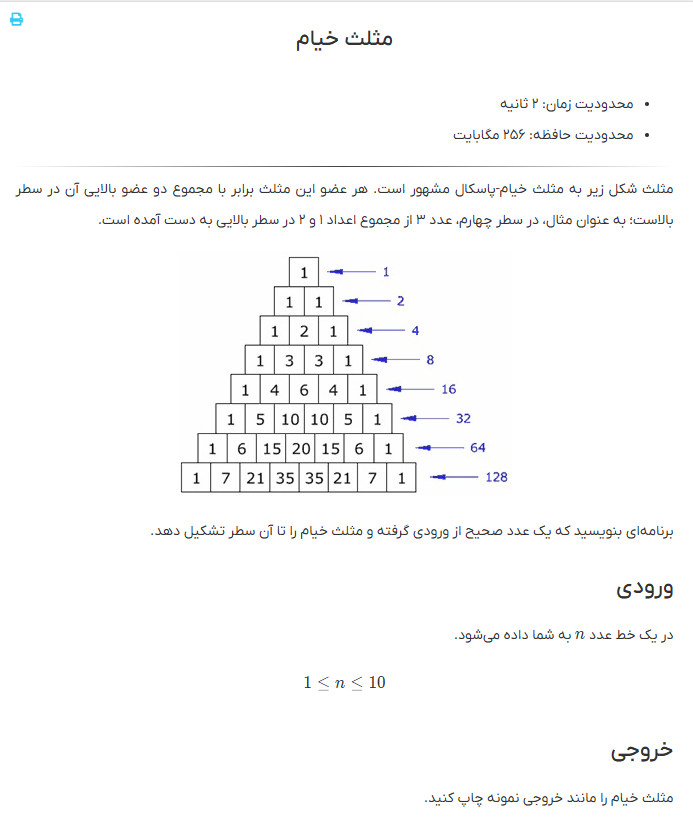 مثلث خیام
محدودیت زمان: ۲ ثانیه
محدودیت حافظه: ۲۵۶ مگابایت
مثلث شکل زیر به مثلث خیام-پاسکال مشهور است. هر عضو این مثلث برابر با مجموع دو عضو بالایی آن در سطر
بالاست؛ به عنوان مثال، در سطر چهارم، عدد ۳ از مجموع اعداد ۱ و ۲ در سطر بالایی به دست آمده است.
1 1
1 1 2
1 2 1 4
1 3 3 1 8
1 4 6 4 1 16
1 5 10 10 5 1 32
1 6 15 20 15 6 1 64
1 7 21 35 35 21 7 1 128
برنامه‌ای بنویسید که یک عدد صحیح از ورودی گرفته و مثلث خیام را تا آن سطر تشکیل دهد.
ورودی
در یک خط عدد n به شما داده می‌شود.
1 ≤ n ≤ 10
خروجی
مثلث خیام را مانند خروجی نمونه چاپ کنید.